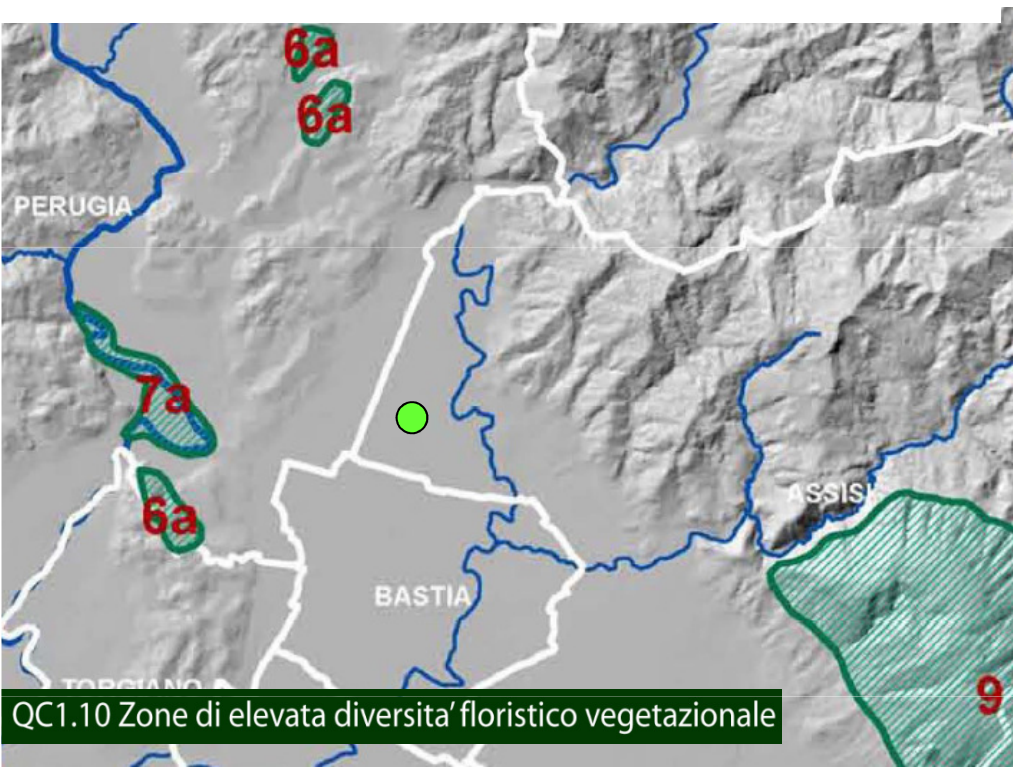 6a
6a
PERUGIA
7a
ASSISI
6a
BASTIA
TORGIANO
9
QC1.10 Zone di elevata diversita' floristico vegetazionale